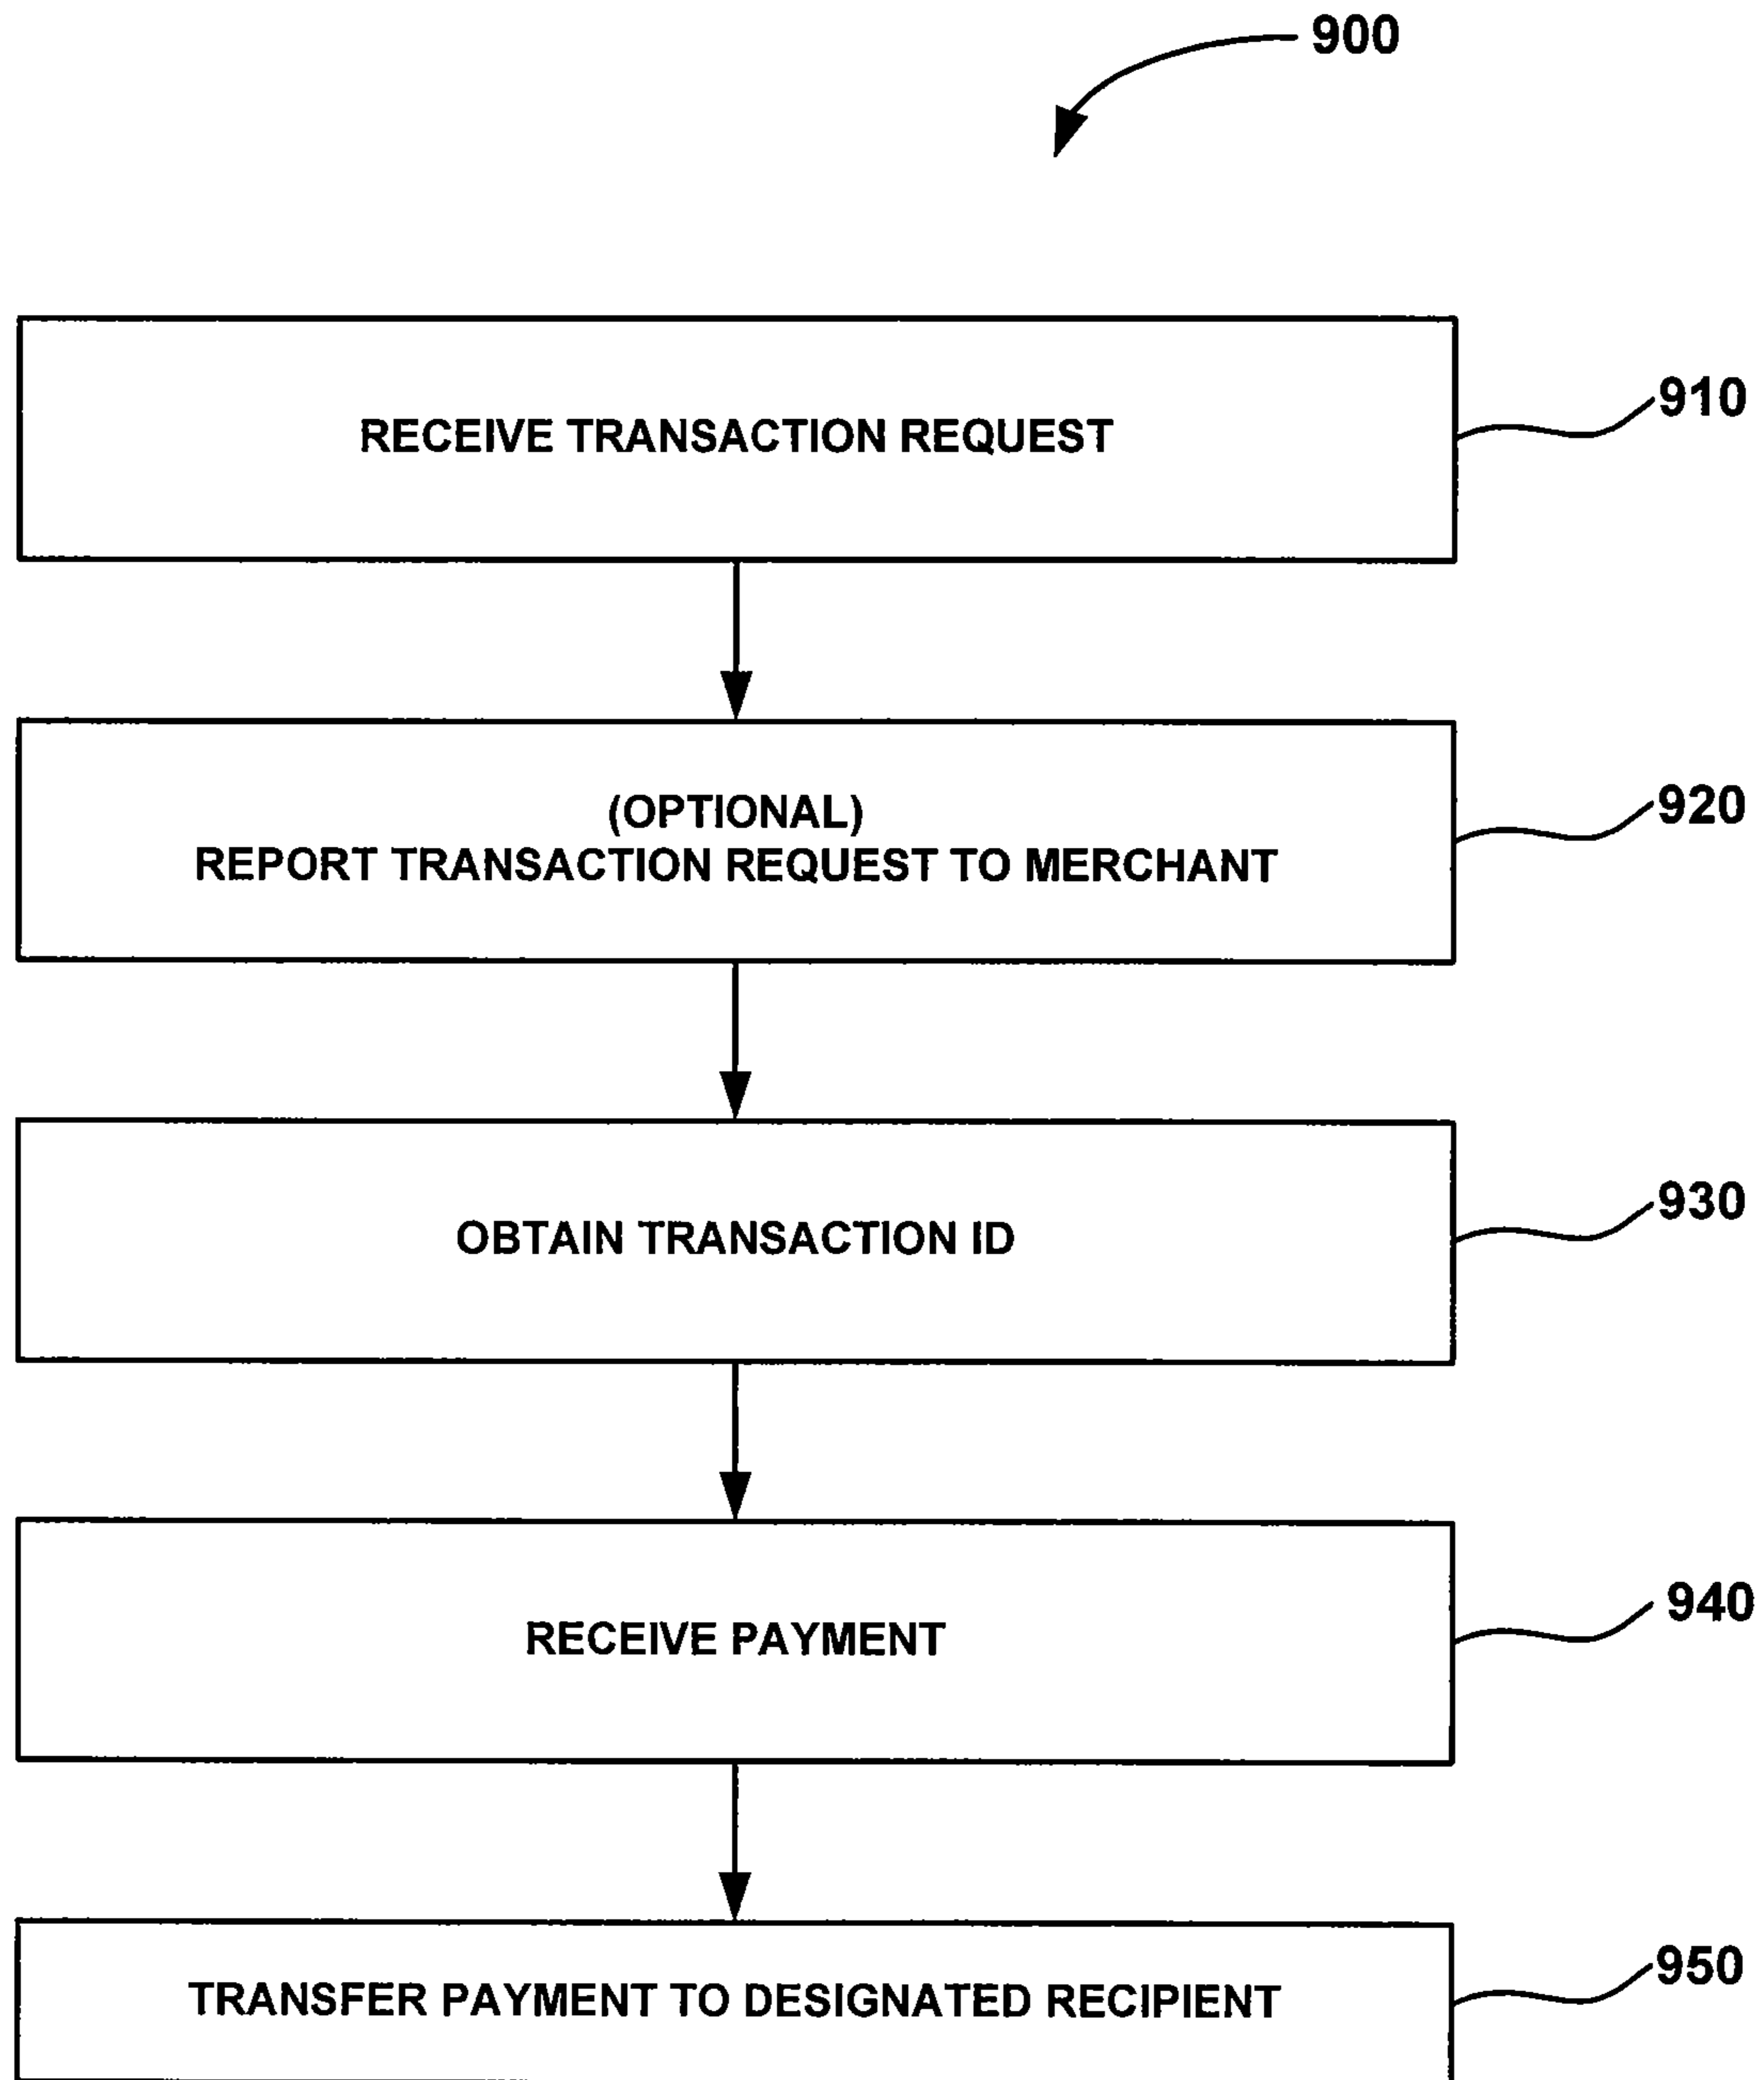 900
RECEIVE TRANSACTION REQUEST
910
(OPTIONAL)
REPORT TRANSACTION REQUEST TO MERCHANT
920
OBTAIN TRANSACTION ID
930
RECEIVE PAYMENT
940
TRANSFER PAYMENT TO DESIGNATED RECIPIENT
950